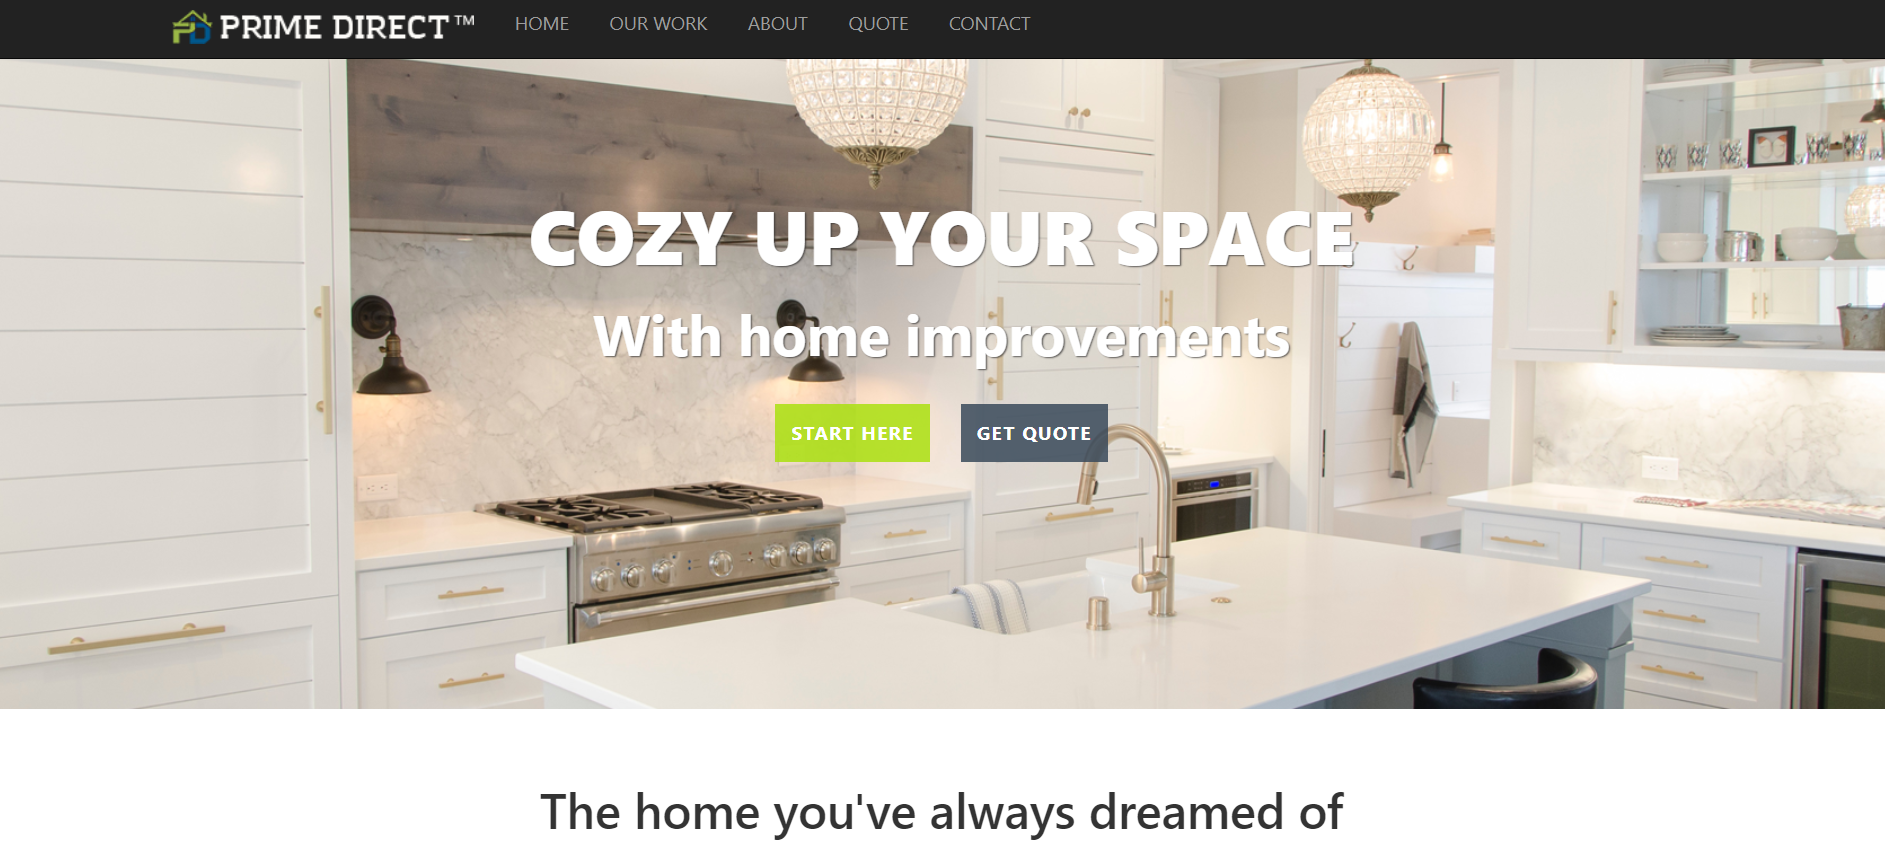 PRIME DIRECT™ HOME OUR WORK ABOUT QUOTE CONTACT
COZY UP YOUR SPACE
With home improvements
START HERE GET QUOTE
The home you've always dreamed of